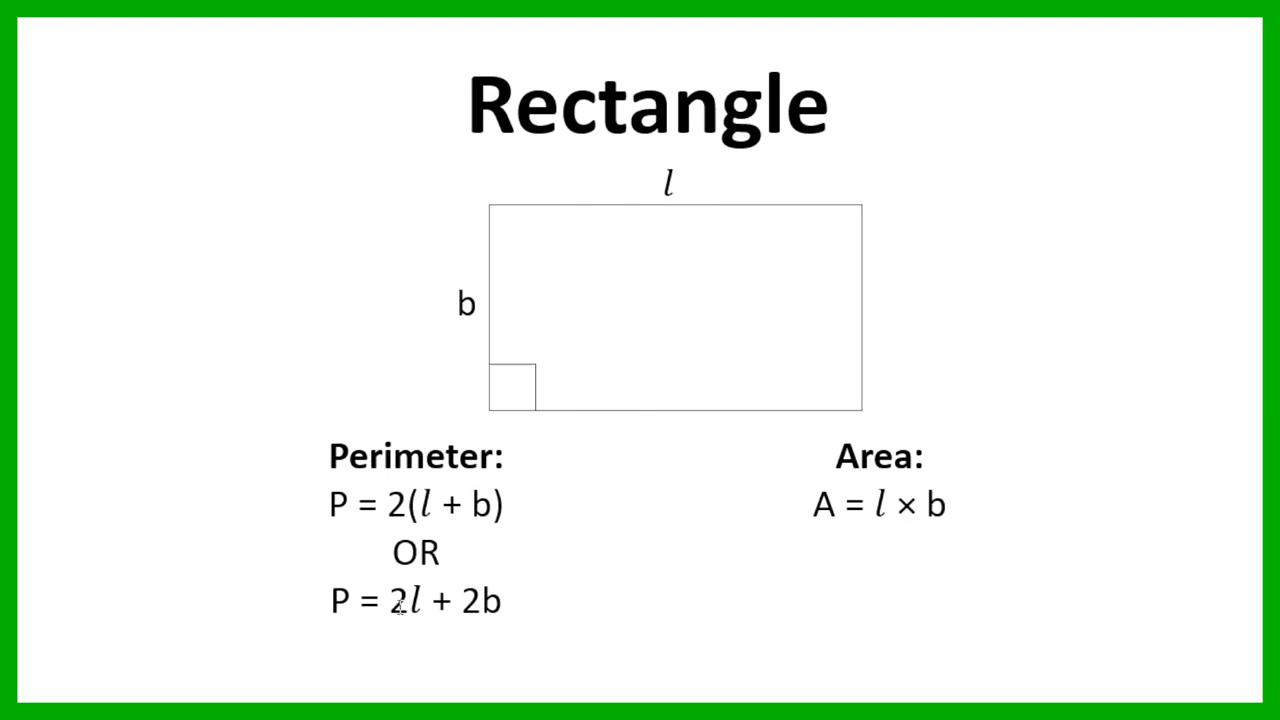 Rectangle
l
b
Perimeter:
P = 2(l + b)
OR
P = 2l + 2b
Area:
A = l × b